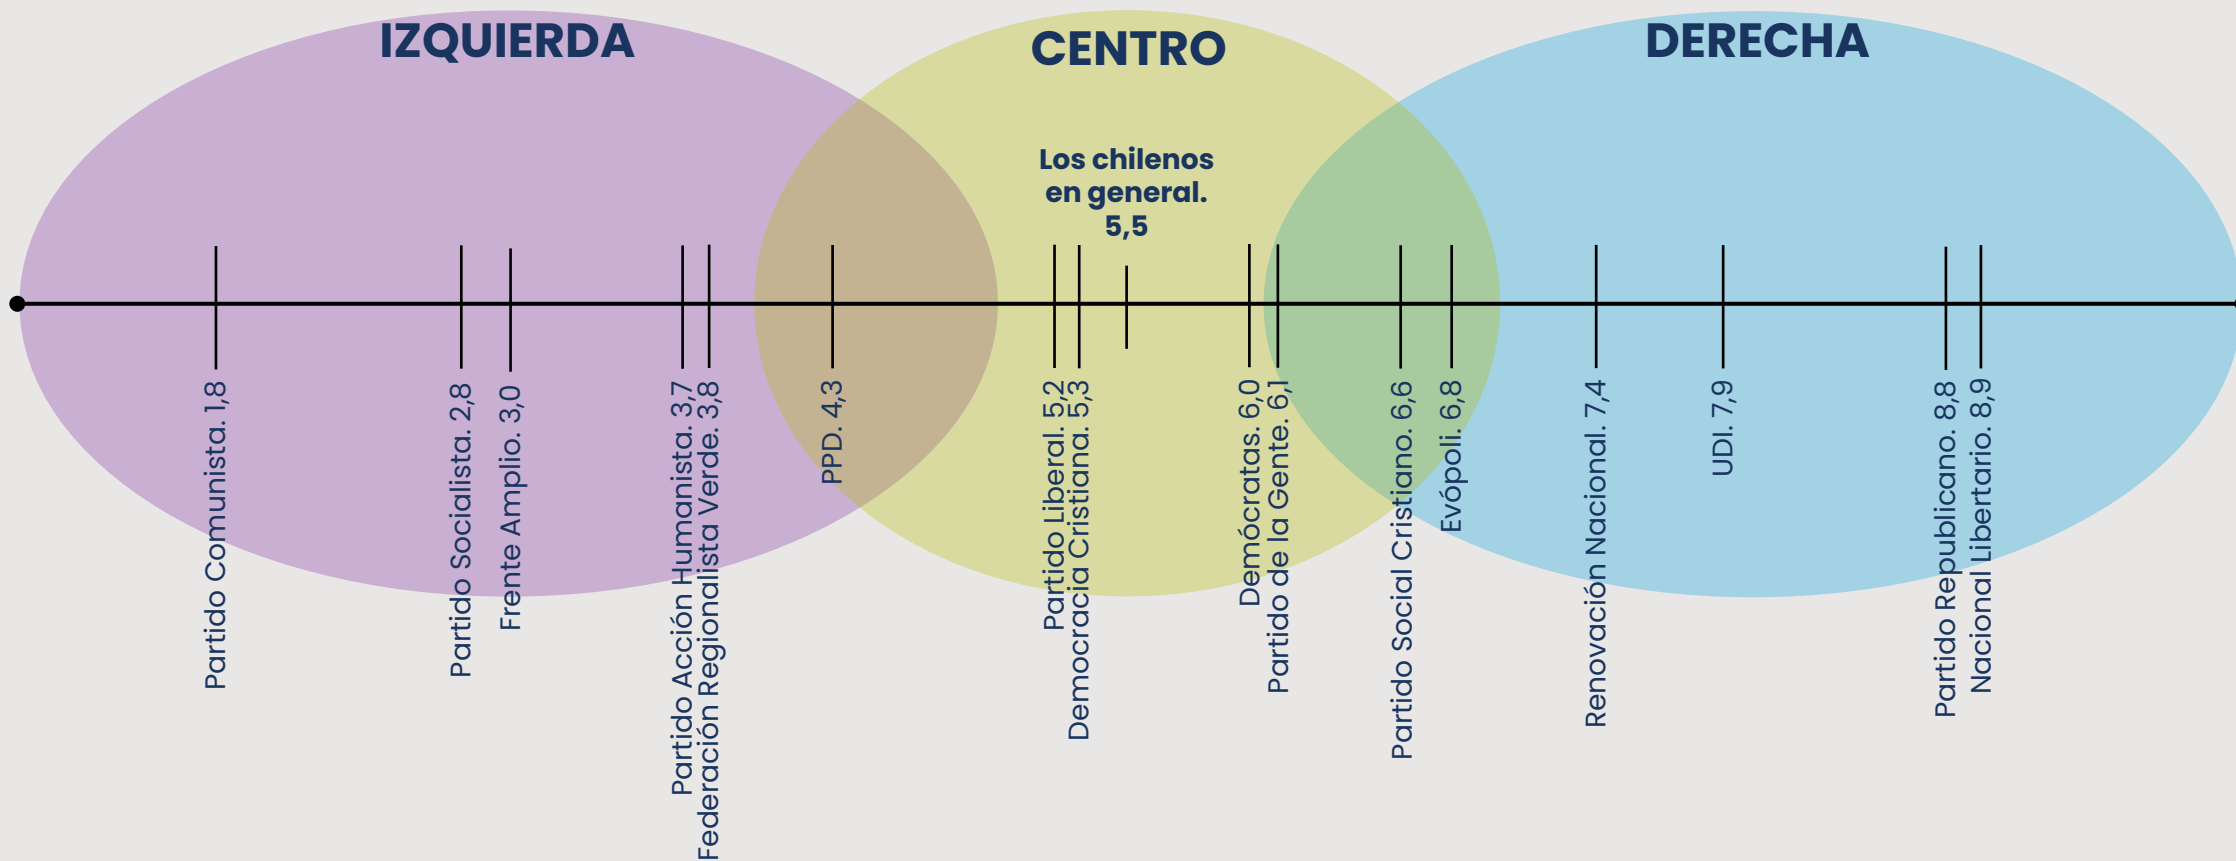 IZQUIERDA
CENTRO
DERECHA
Los chilenos
en general.
5,5
Partido Comunista. 1,8
Partido Socialista. 2,8
Frente Amplio. 3,0
Partido Acción Humanista. 3,7
Federación Regionalista Verde. 3,8
PPD. 4,3
Partido Liberal. 5,2
Democracia Cristiana. 5,3
Demócratas. 6,0
Partido de la Gente. 6,1
Partido Social Cristiano. 6,6
Evópoli. 6,8
Renovación Nacional. 7,4
UDI. 7,9
Partido Republicano. 8,8
Nacional Libertario. 8,9